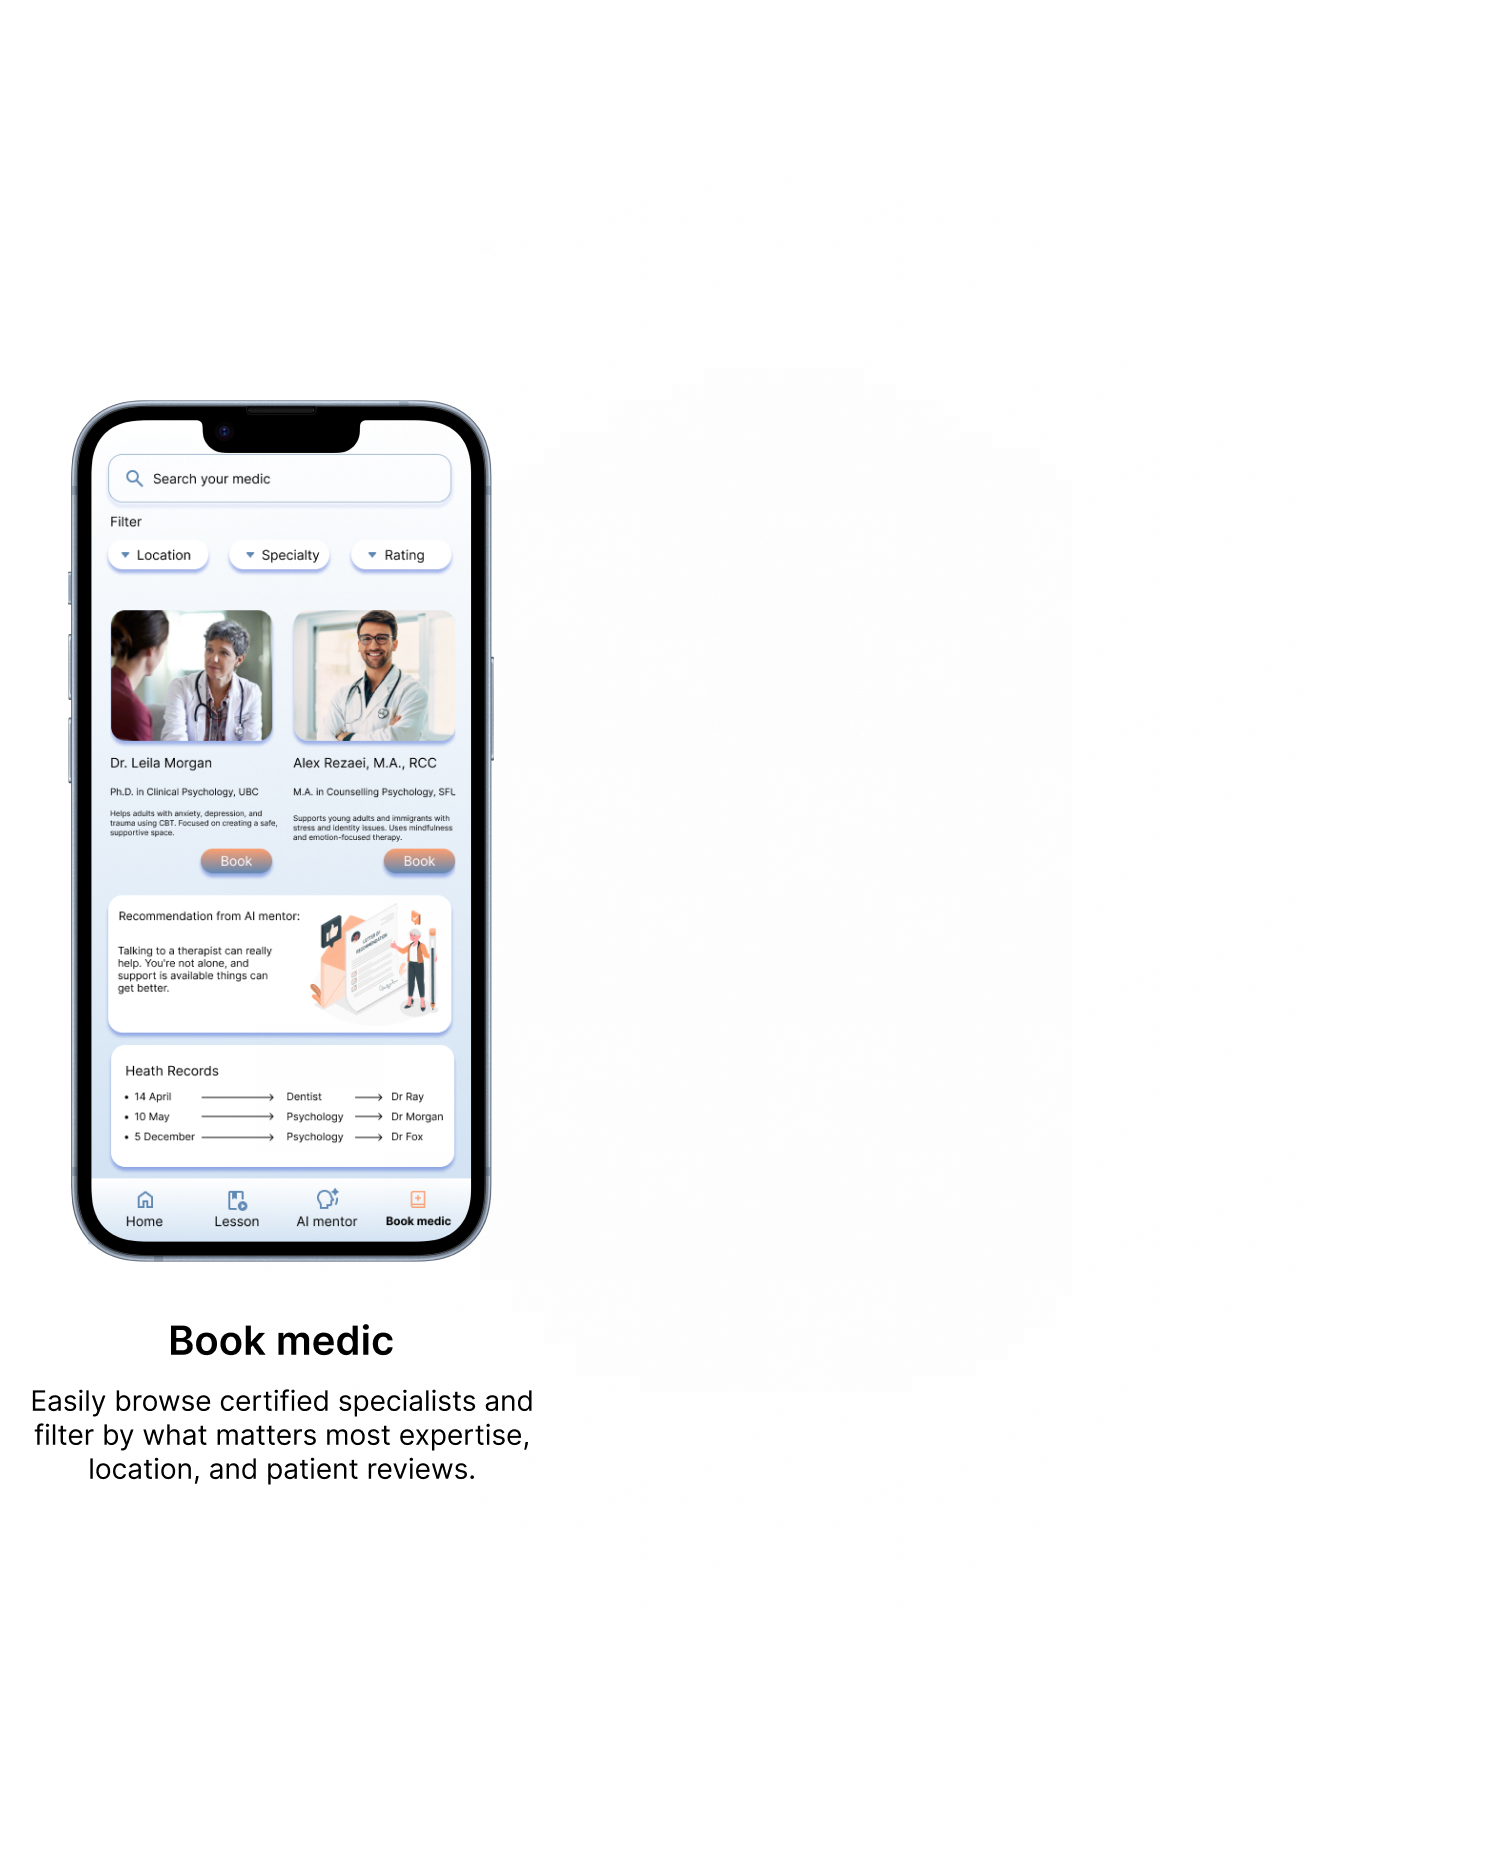 Search your medic
Filter
Location
Specialty
Rating
Dr. Leila Morgan
Ph.D. in Clinical Psychology, UBC
Helps adults with anxiety, depression, and
trauma using CBT. Focused on creating a safe,
supportive space.
Book
Alex Rezaei, M.A., RCC
M.A. in Counselling Psychology, SFU
Supports young adults and immigrants with
stress and identity issues. Uses mindfulness
and emotion-focused therapy.
Book
Recommendation from AI mentor:
Talking to a therapist can really
help. You're not alone, and
support is available things can
get better.
LETTER OF
RECOMMENDATION
Heath Records
• 14 April Dentist Dr Ray
• 10 May Psychology Dr Morgan
• 5 December Psychology Dr Fox
Home
Lesson
AI mentor
Book medic
Book medic
Easily browse certified specialists and
filter by what matters most expertise,
location, and patient reviews.